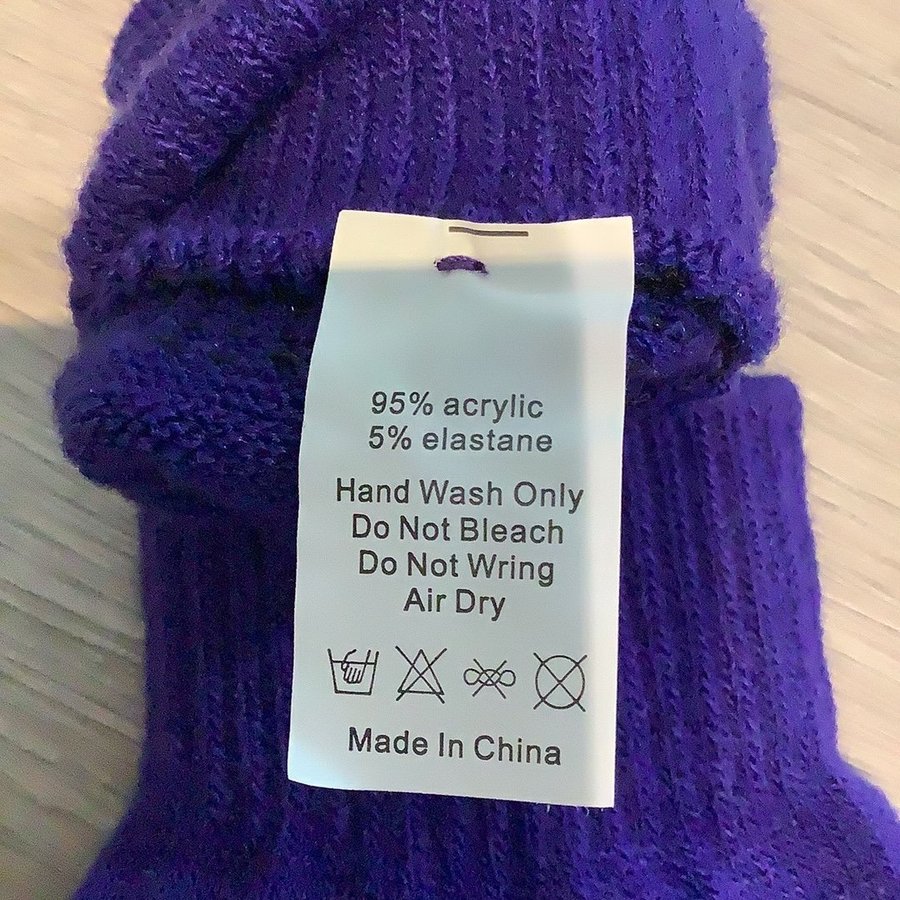 95% acrylic
5% elastane
Hand Wash Only
Do Not Bleach
Do Not Wring
Air Dry
Made In China